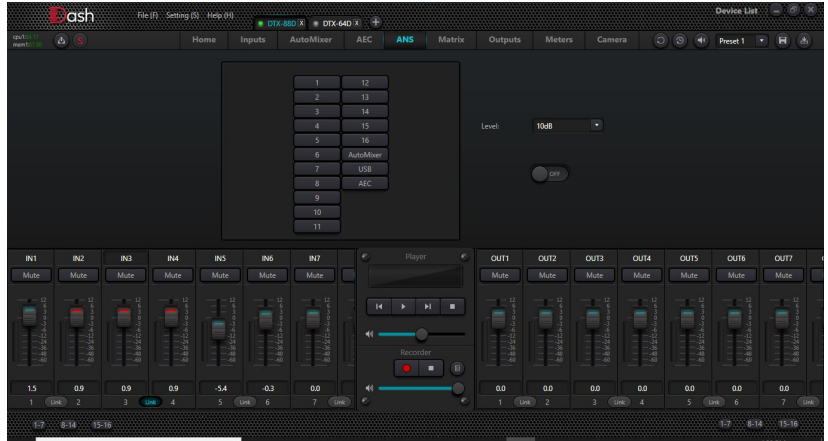 Dash
File (F) Setting (S) Help (H)
DTX-88D X DTX-64D X +
Device List
Home Inputs AutoMixer AEC ANS Matrix Outputs Meters Camera
Preset 1
1 12
2 13
3 14
4 15
5 16
6 AutoMixer
7 USB
8 AEC
9
10
11
Level: 10dB
OFF
IN1 IN2 IN3 IN4 IN5 IN6 IN7 Player OUT1 OUT2 OUT3 OUT4 OUT5 OUT6 OUT7
Mute Mute Mute Mute Mute Mute Mute Mute Mute Mute Mute Mute Mute Mute
Recorder
1.5 0.9 0.9 0.9 -5.4 -0.3 0.0 0.0 0.0 0.0 0.0 0.0 0.0 0.0
1 Link 2 3 Link 4 5 Link 6 7 Link 1 Link 2 3 Link 4 5 Link 6 7 Link
1-7 8-14 15-16 1-7 8-14 15-16